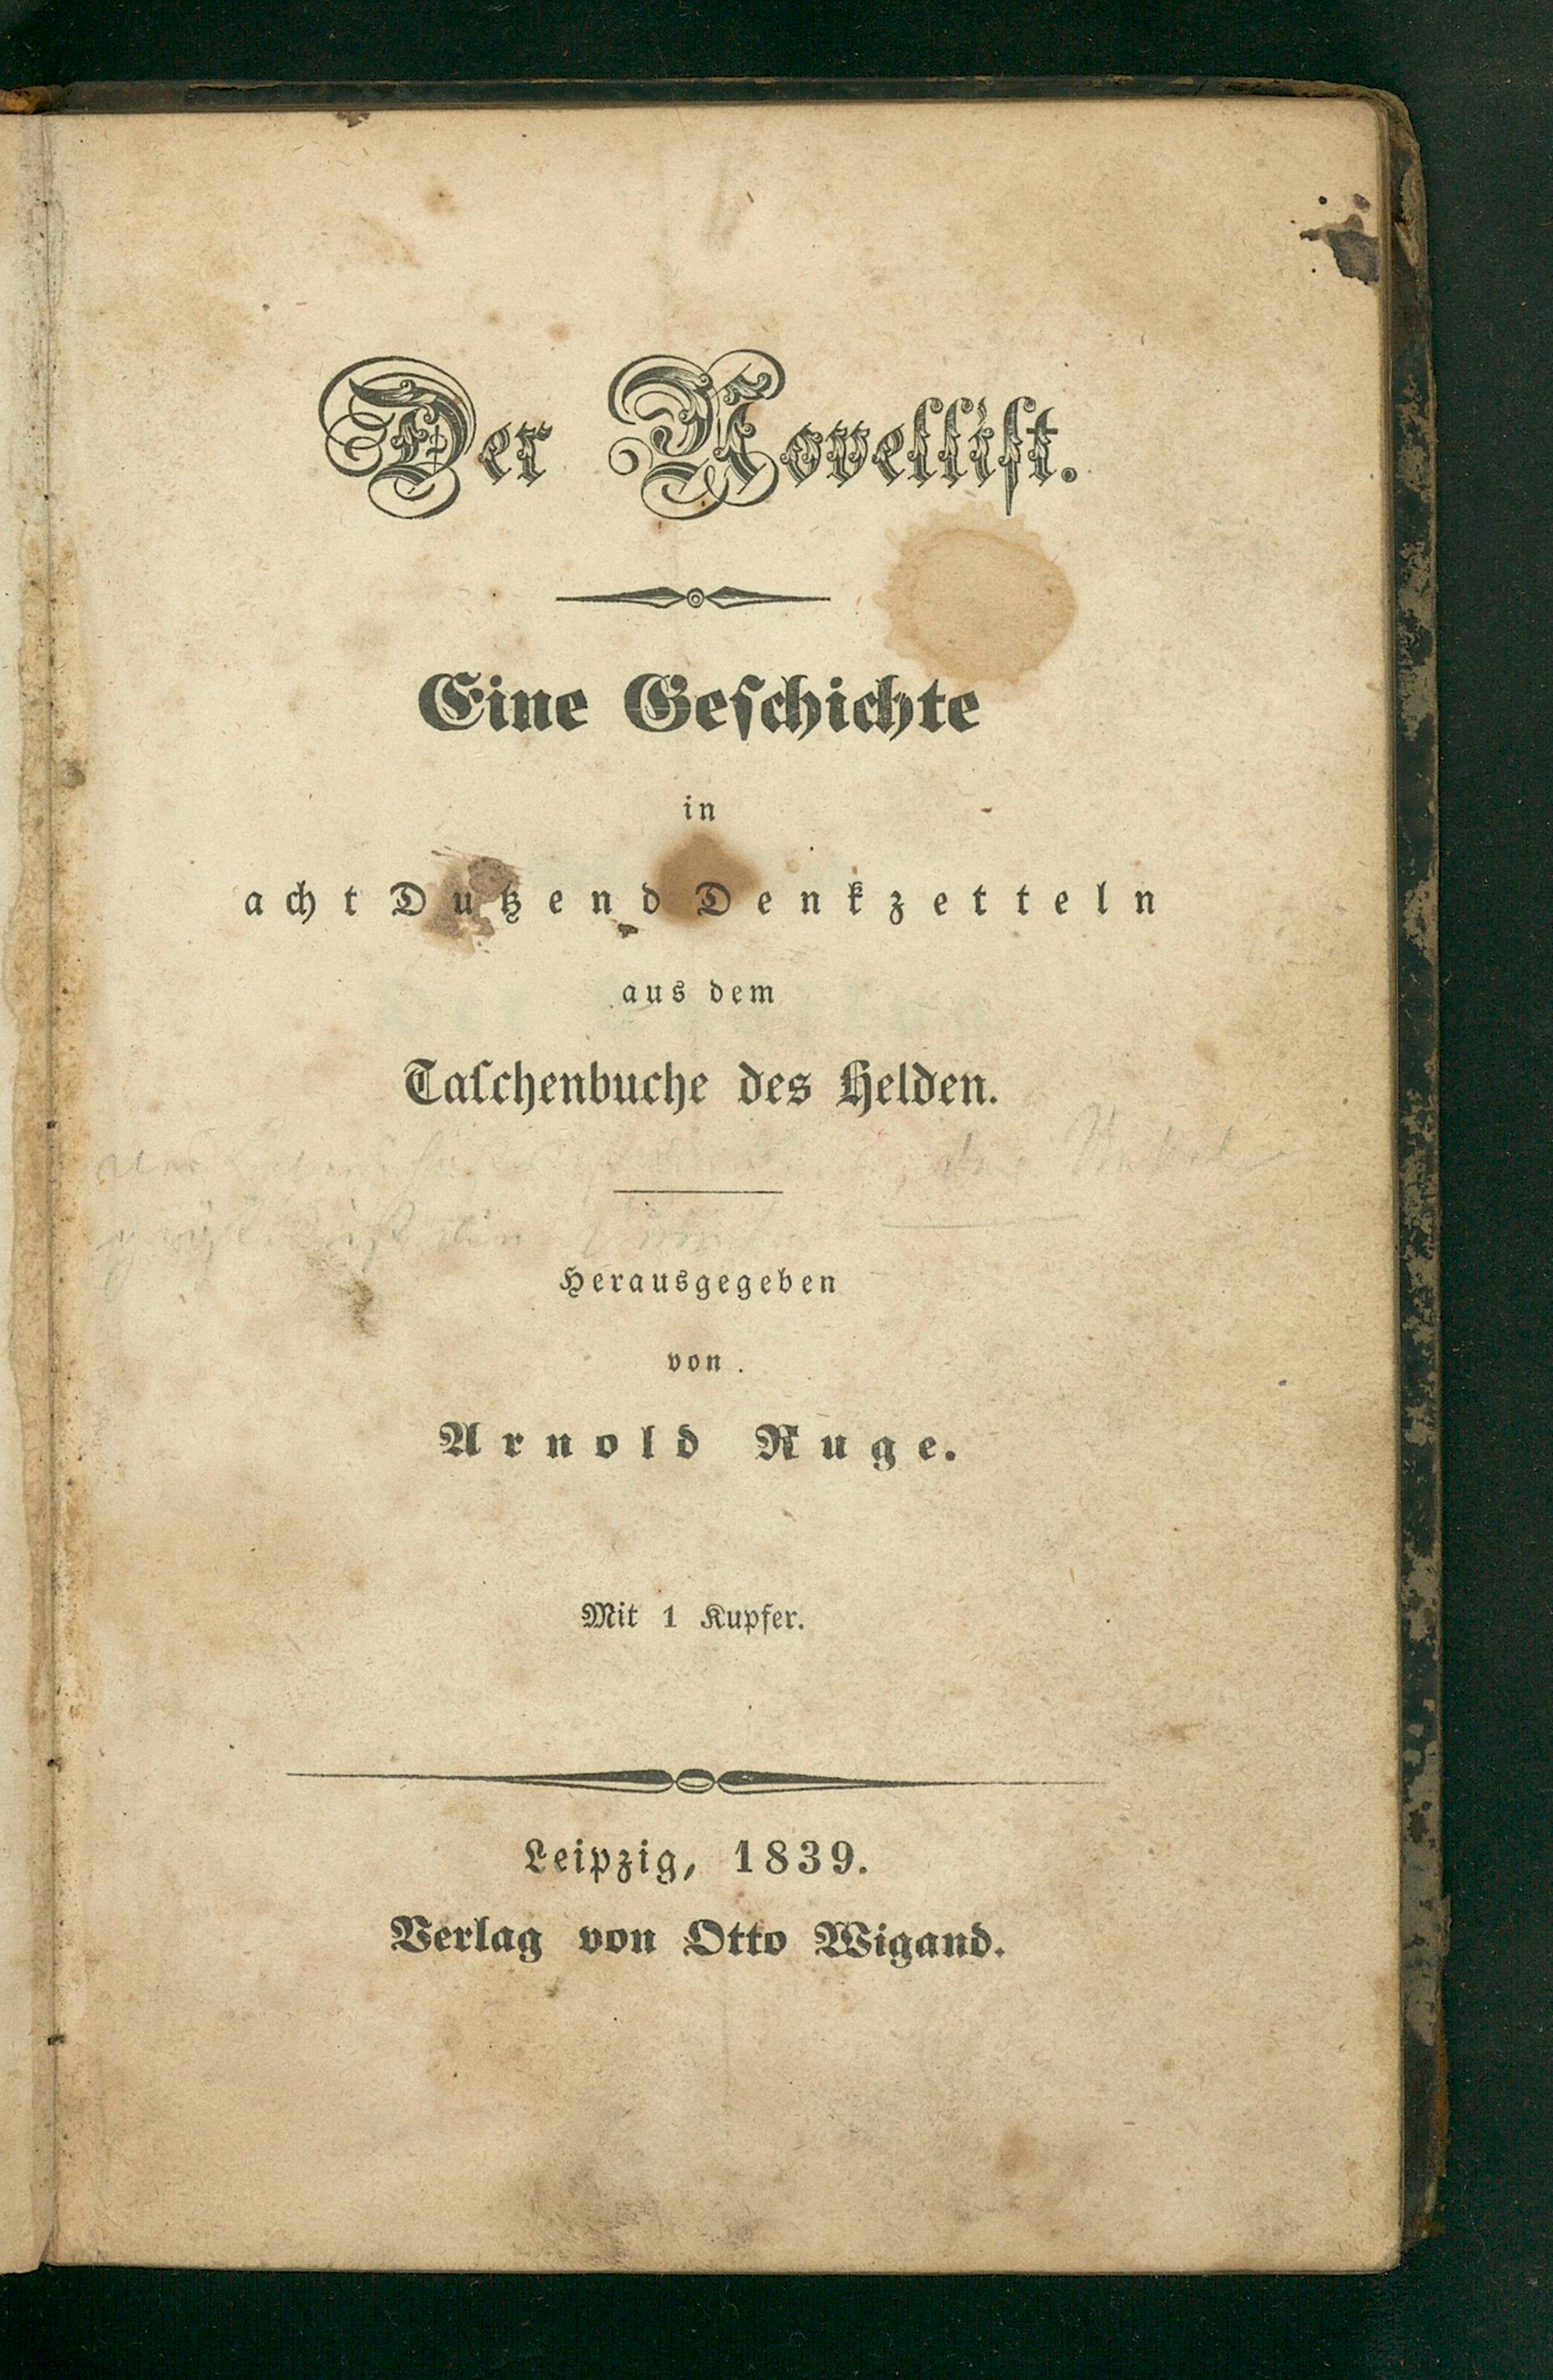 Der Novelliſt.
Eine Geſchichte
in
acht Dutzend Denkzetteln
aus dem
Taſchenbuche des Helden.
Herausgegeben
von
Arnold Ruge.
Mit 1 Kupfer.
Leipzig, 1839.
Verlag von Otto Wigand.